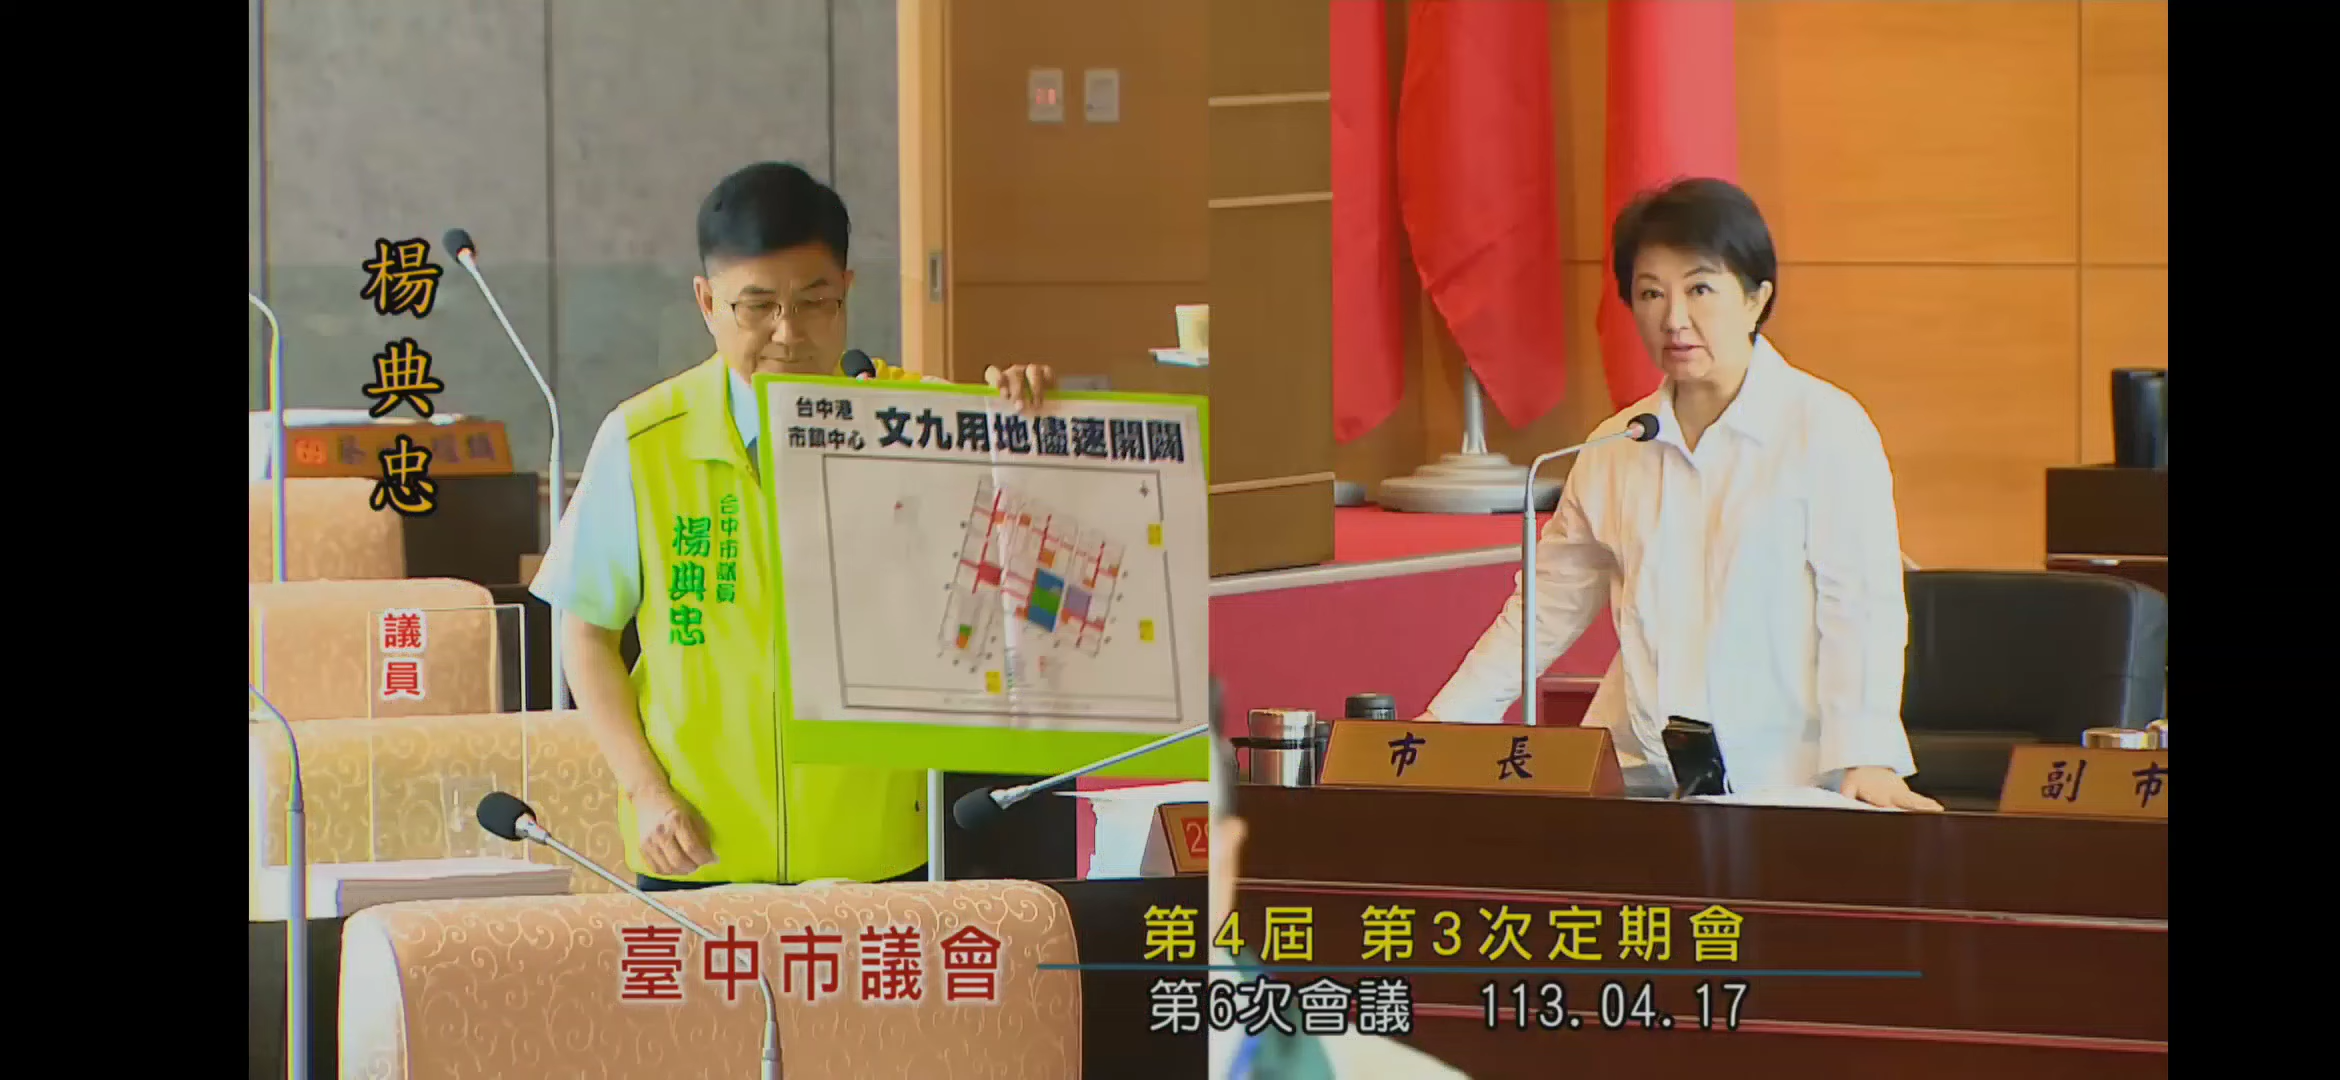 楊典忠
議員
台中市議員
楊典忠
台中港
市鎮中心
文九用地儘速開闢
市 長
副 市
69
臺中市議會
第4屆 第3次定期會
第6次會議 113.04.17